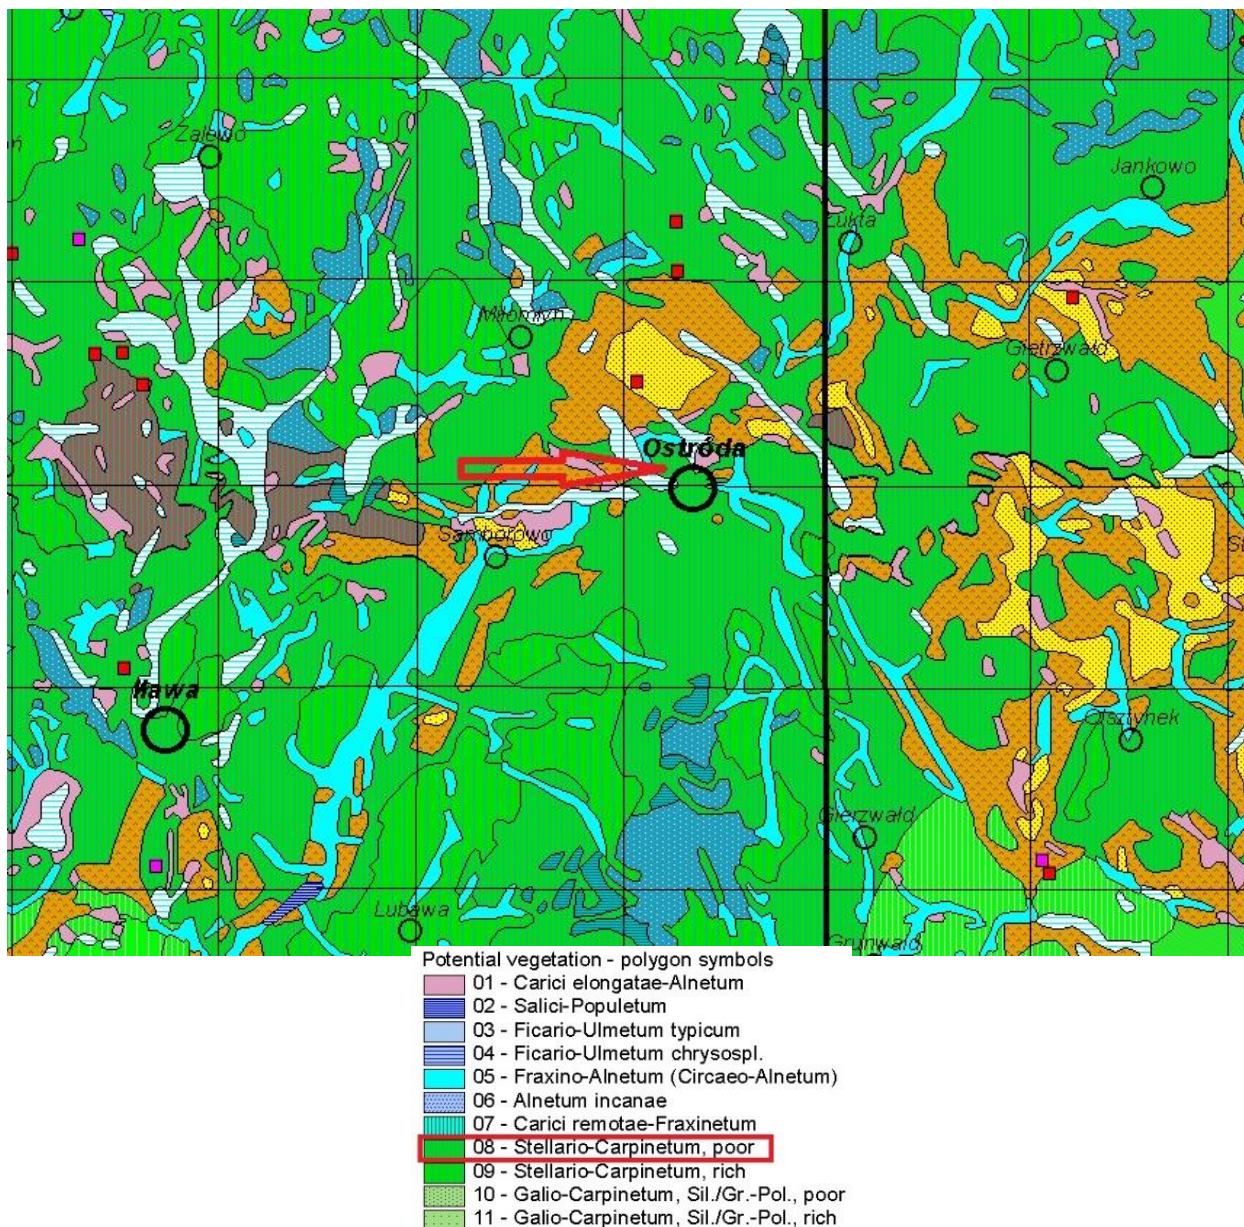 Zalewo
Jankowo
Łukta
Miłomłyn
Gietrzwałd
Ostróda
Samborowo
Iława
Olsztynek
Gierzwałd
Lubawa
Grunwald
Potential vegetation - polygon symbols
01 - Carici elongatae-Alnetum
02 - Salici-Populetum
03 - Ficario-Ulmetum typicum
04 - Ficario-Ulmetum chrysospl.
05 - Fraxino-Alnetum (Circaeo-Alnetum)
06 - Alnetum incanae
07 - Carici remotae-Fraxinetum
08 - Stellario-Carpinetum, poor
09 - Stellario-Carpinetum, rich
10 - Galio-Carpinetum, Sil./Gr.-Pol., poor
11 - Galio-Carpinetum, Sil./Gr.-Pol., rich